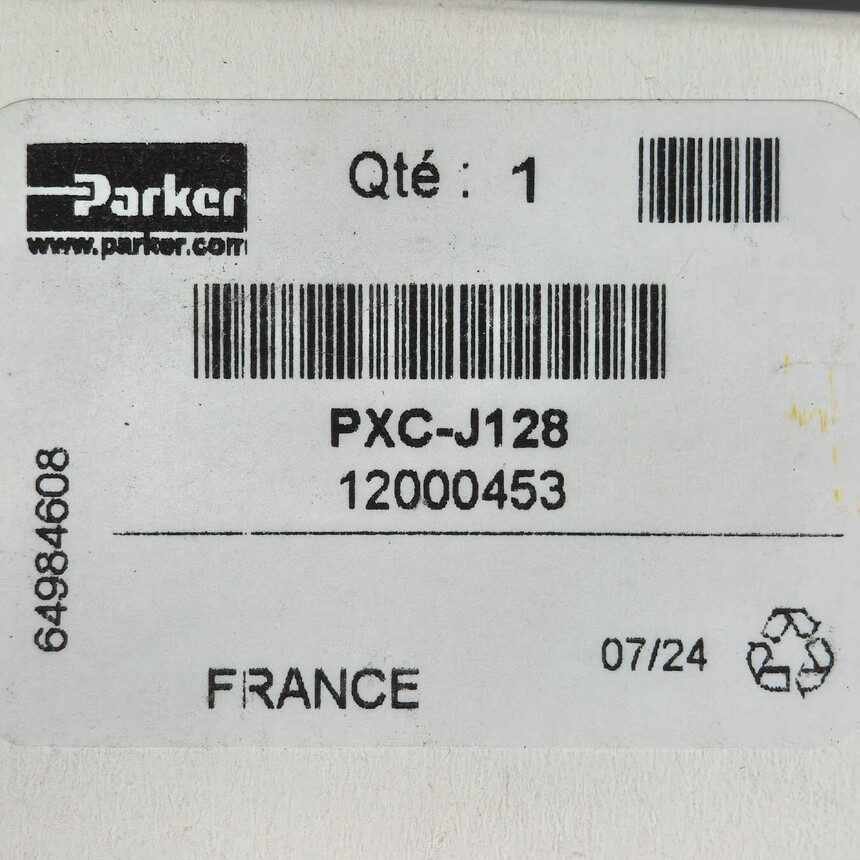 Parker
www.parker.com
Qté : 1
PXC-J128
12000453
64984608
07/24
FRANCE